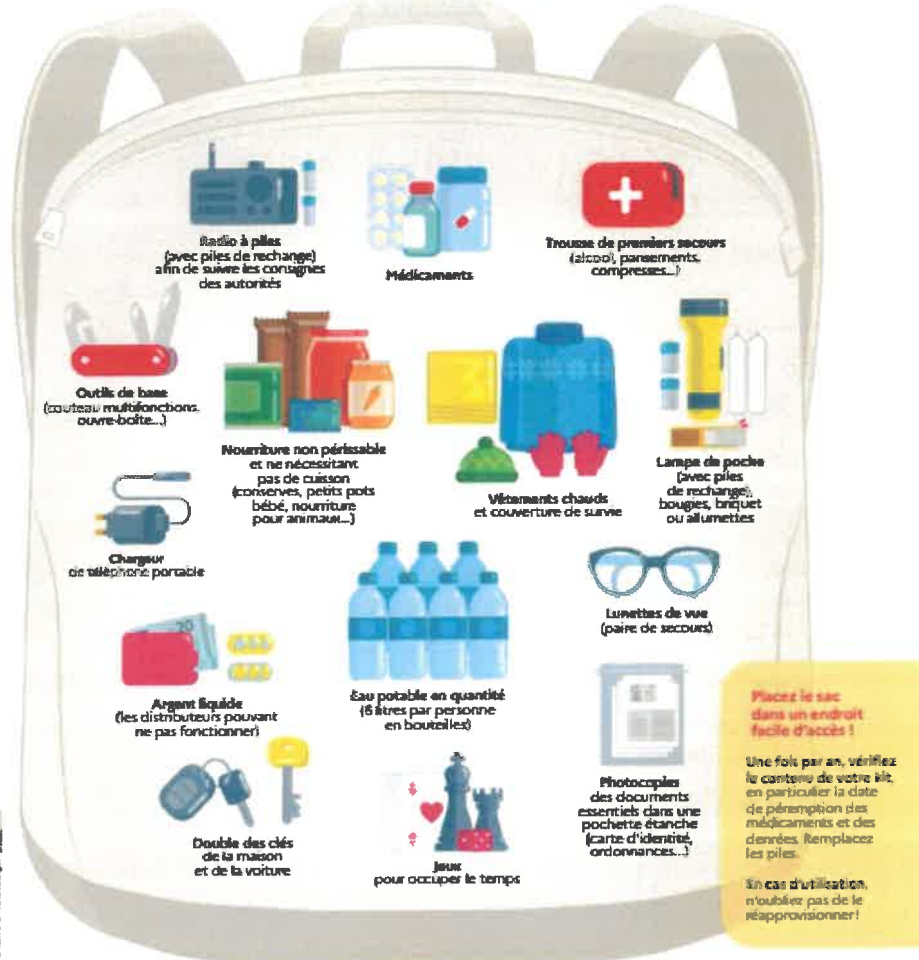 Radio à piles
(avec piles de rechange)
afin de suivre les consignes
des autorités
Médicaments
Trousse de premiers secours
(alcool, pansements,
compresses...)
Outils de base
(couteau multifonctions,
ouvre-boîte...)
Nourriture non périssable
et ne nécessitant
pas de cuisson
(conserves, petits pots
bébé, nourriture
pour animaux...)
Vêtements chauds
et couverture de survie
Lampe de poche
(avec piles
de rechange),
bougies, briquet
ou allumettes
Chargeur
de téléphone portable
Lunettes de vue
(paire de secours)
20
Argent liquide
(les distributeurs pouvant
ne pas fonctionner)
Eau potable en quantité
(6 litres par personne
en bouteilles)
Photocopies
des documents
essentiels dans une
pochette étanche
(carte d'identité,
ordonnances...)
Double des clés
de la maison
et de la voiture
Jeux
pour occuper le temps
Placez le sac
dans un endroit
facile d'accès !
Une fois par an, vérifiez
le contenu de votre kit,
en particulier la date
de péremption des
médicaments et des
denrées. Remplacez
les piles.
En cas d'utilisation,
n'oubliez pas de le
réapprovisionner !